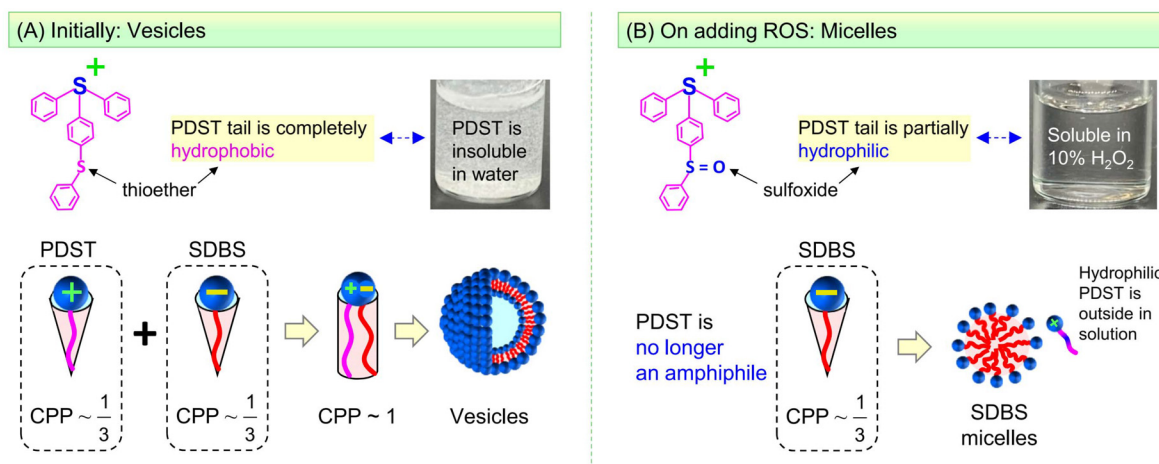 (A) Initially: Vesicles
+
S
PDST tail is completely
hydrophobic
PDST is
insoluble
in water
S
thioether
PDST
SDBS
+
+
−
+ −
CPP ~ 1/3
CPP ~ 1/3
CPP ~ 1
Vesicles
(B) On adding ROS: Micelles
+
S
PDST tail is partially
hydrophilic
Soluble in
10% H₂O₂
S = O
sulfoxide
SDBS
−
PDST is
no longer
an amphiphile
CPP ~ 1/3
SDBS
micelles
Hydrophilic
PDST is
outside in
solution
+